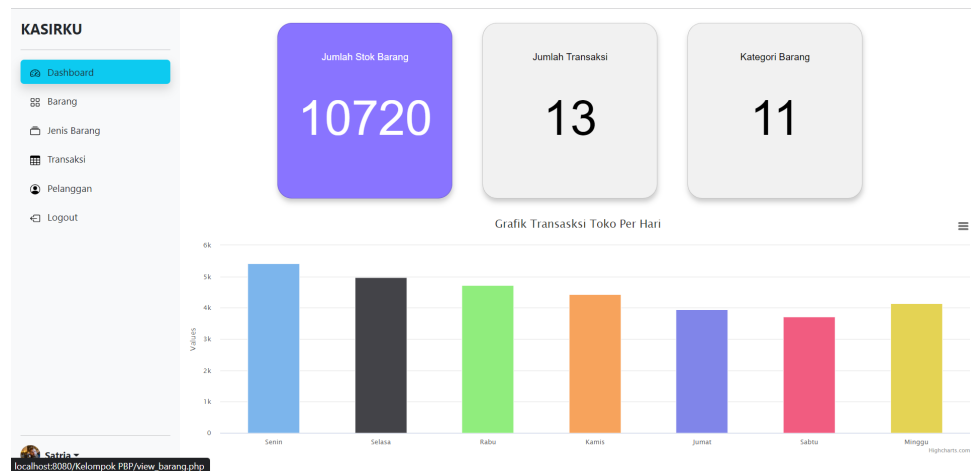 KASIRKU
Dashboard
Barang
Jenis Barang
Transaksi
Pelanggan
Logout
Satria
localhost:8080/Kelompok PBP/view_barang.php
Jumlah Stok Barang
10720
Jumlah Transaksi
13
Kategori Barang
11
Grafik Transasksi Toko Per Hari
Values
6k
5k
4k
3k
2k
1k
0
Senin
Selasa
Rabu
Kamis
Jumat
Sabtu
Minggu
Highcharts.com